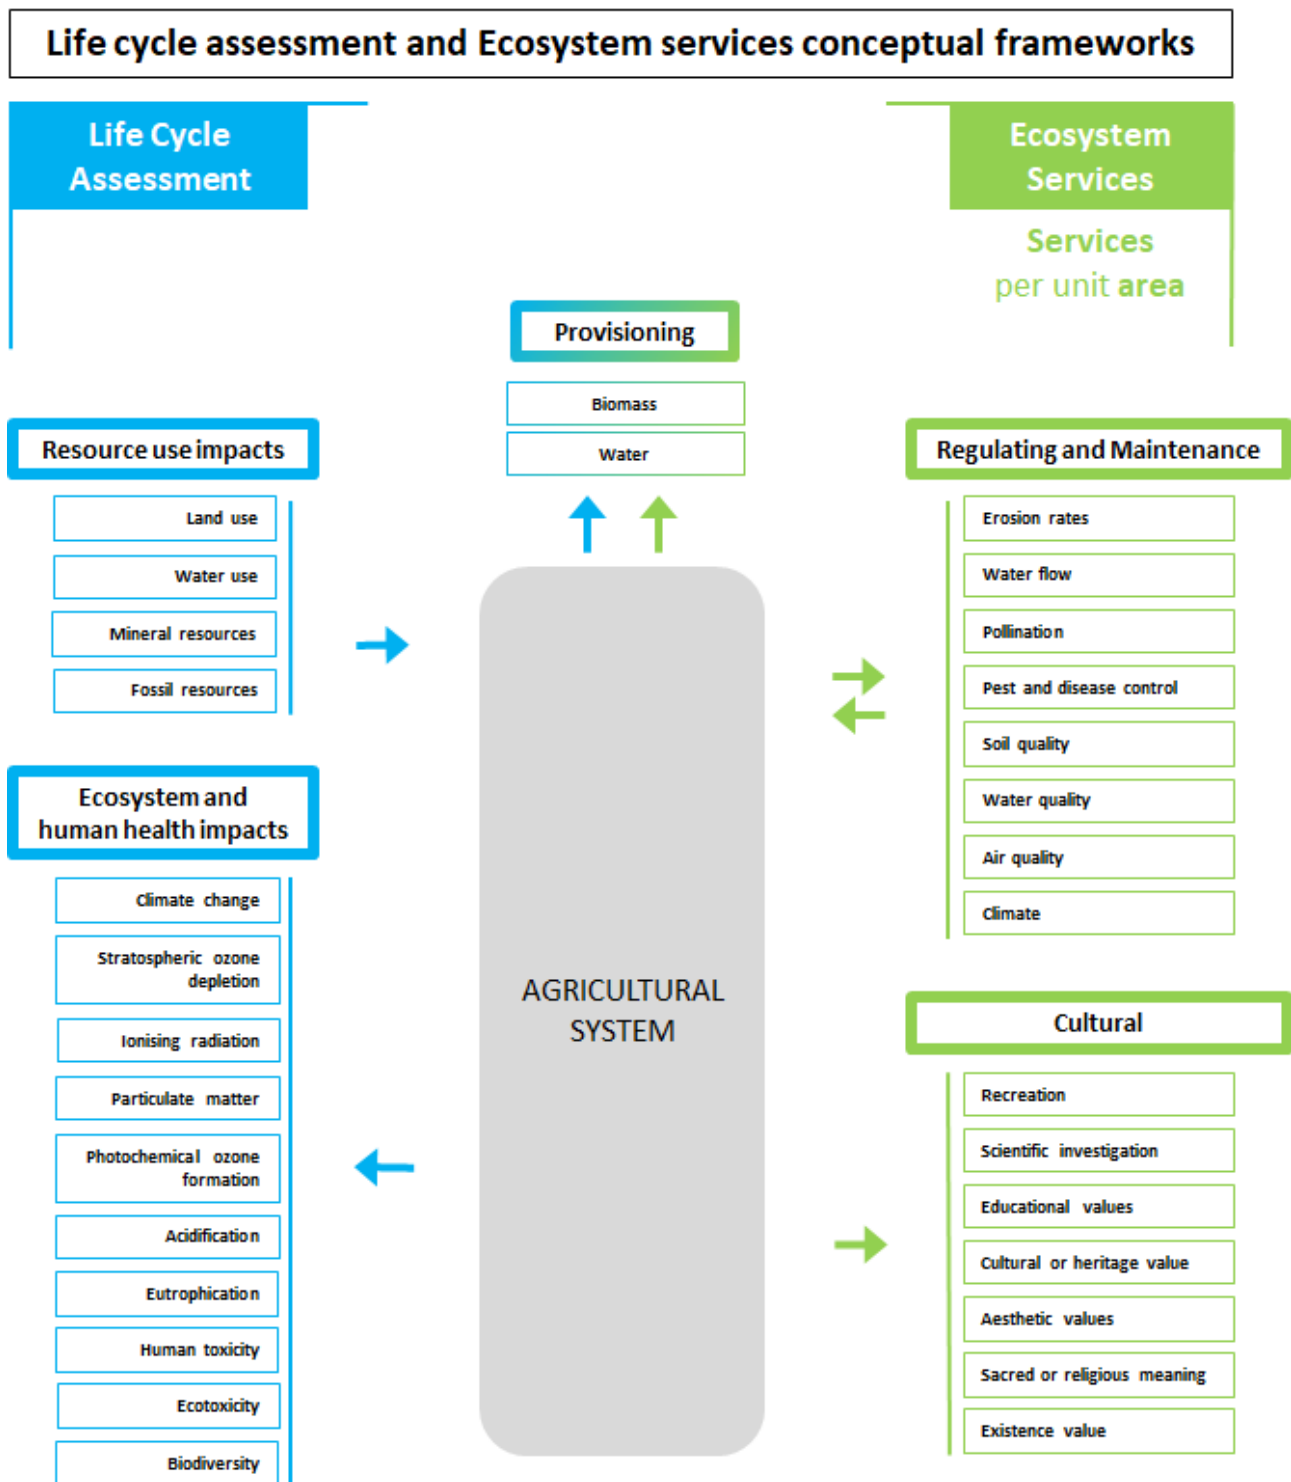 Life cycle assessment and Ecosystem services conceptual frameworks
Life Cycle
Assessment
Ecosystem
Services
Services
per unit area
Provisioning
Biomass
Water
Resource use impacts
Land use
Water use
Mineral resources
Fossil resources
Ecosystem and
human health impacts
Climate change
Stratospheric ozone
depletion
Ionising radiation
Particulate matter
Photochemical ozone
formation
Acidification
Eutrophication
Human toxicity
Ecotoxicity
Biodiversity
AGRICULTURAL
SYSTEM
Regulating and Maintenance
Erosion rates
Water flow
Pollination
Pest and disease control
Soil quality
Water quality
Air quality
Climate
Cultural
Recreation
Scientific investigation
Educational values
Cultural or heritage value
Aesthetic values
Sacred or religious meaning
Existence value